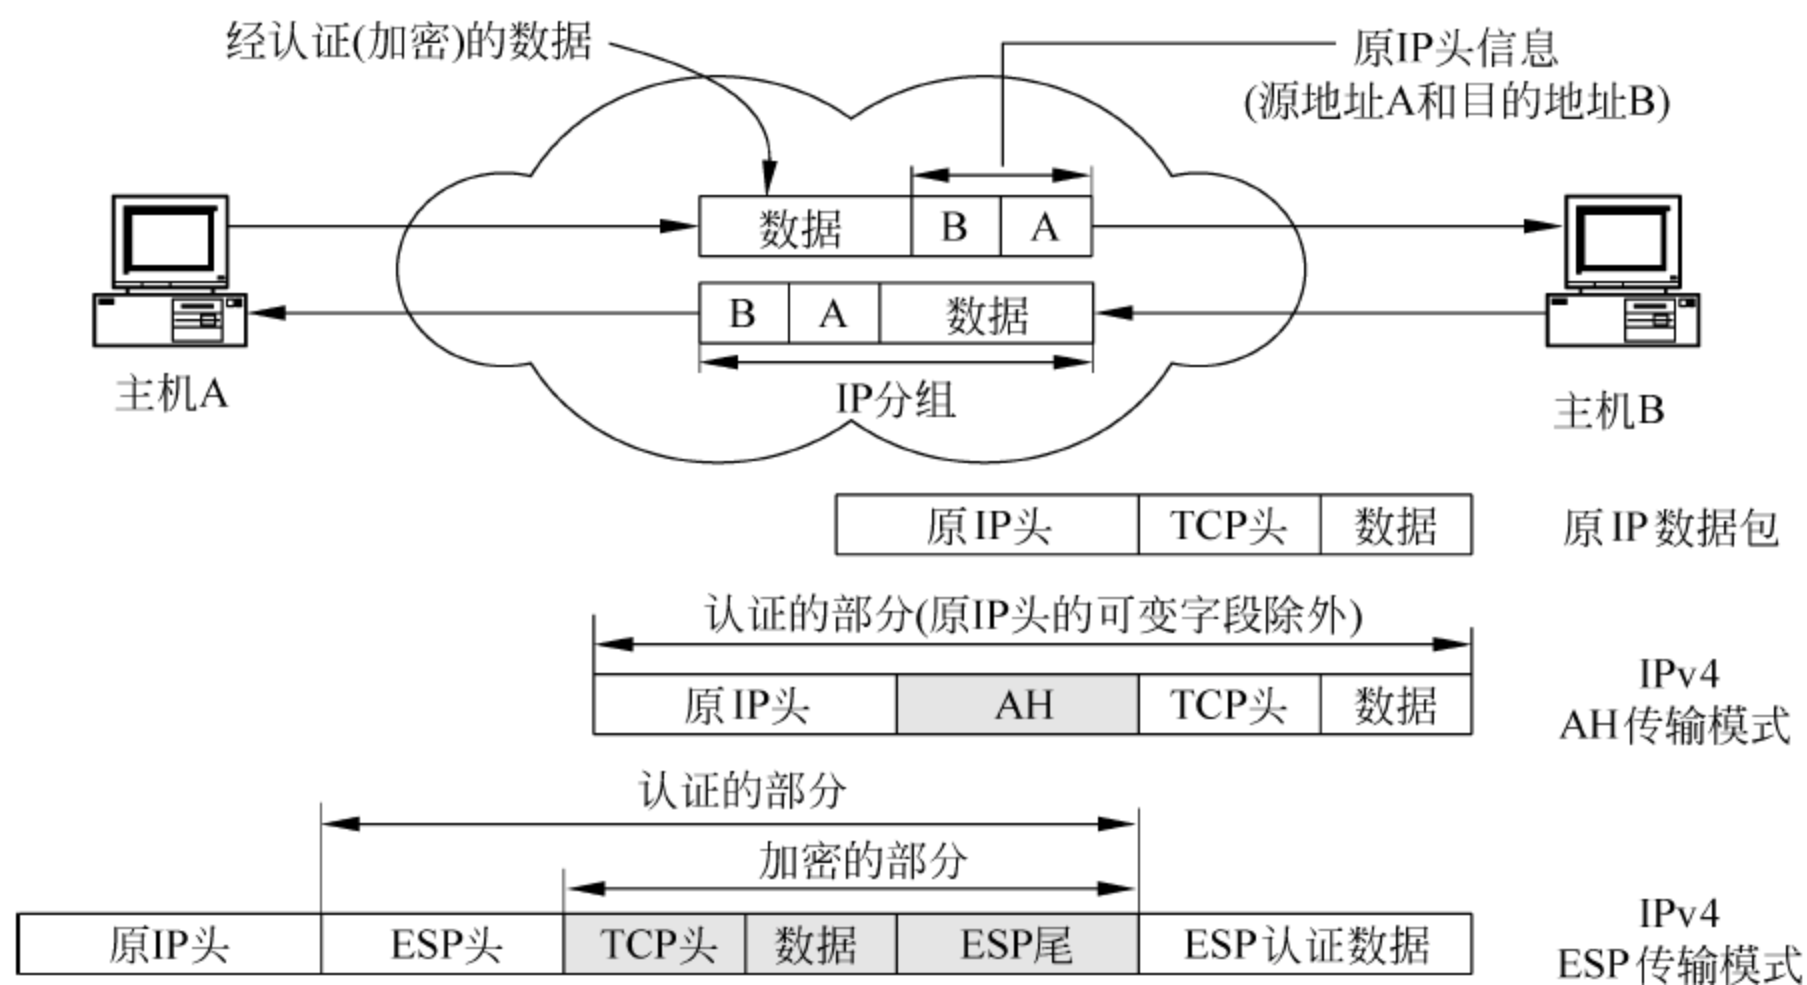 经认证(加密)的数据
原IP头信息
(源地址A和目的地址B)
数据 B A
B A 数据
IP分组
主机A
主机B
原IP头 TCP头 数据 原IP数据包
认证的部分(原IP头的可变字段除外)
原IP头 AH TCP头 数据
IPv4
AH传输模式
认证的部分
加密的部分
原IP头 ESP头 TCP头 数据 ESP尾 ESP认证数据
IPv4
ESP传输模式